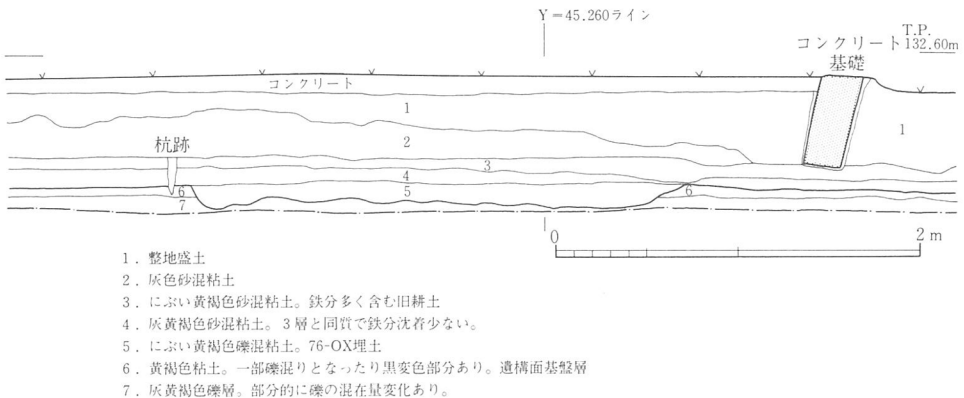 Y=45.260ライン
T.P.
コンクリート 132.60m
基礎
コンクリート
1
1
2
杭跡
3
4
6
5
6
7
0
2 m
1．整地盛土
2．灰色砂混粘土
3．にぶい黄褐色砂混粘土。鉄分多く含む旧耕土
4．灰黄褐色砂混粘土。3層と同質で鉄分沈着少ない。
5．にぶい黄褐色礫混粘土。76-OX埋土
6．黄褐色粘土。一部礫混りとなったり黒変色部分あり。遺構面基盤層
7．灰黄褐色礫層。部分的に礫の混在量変化あり。